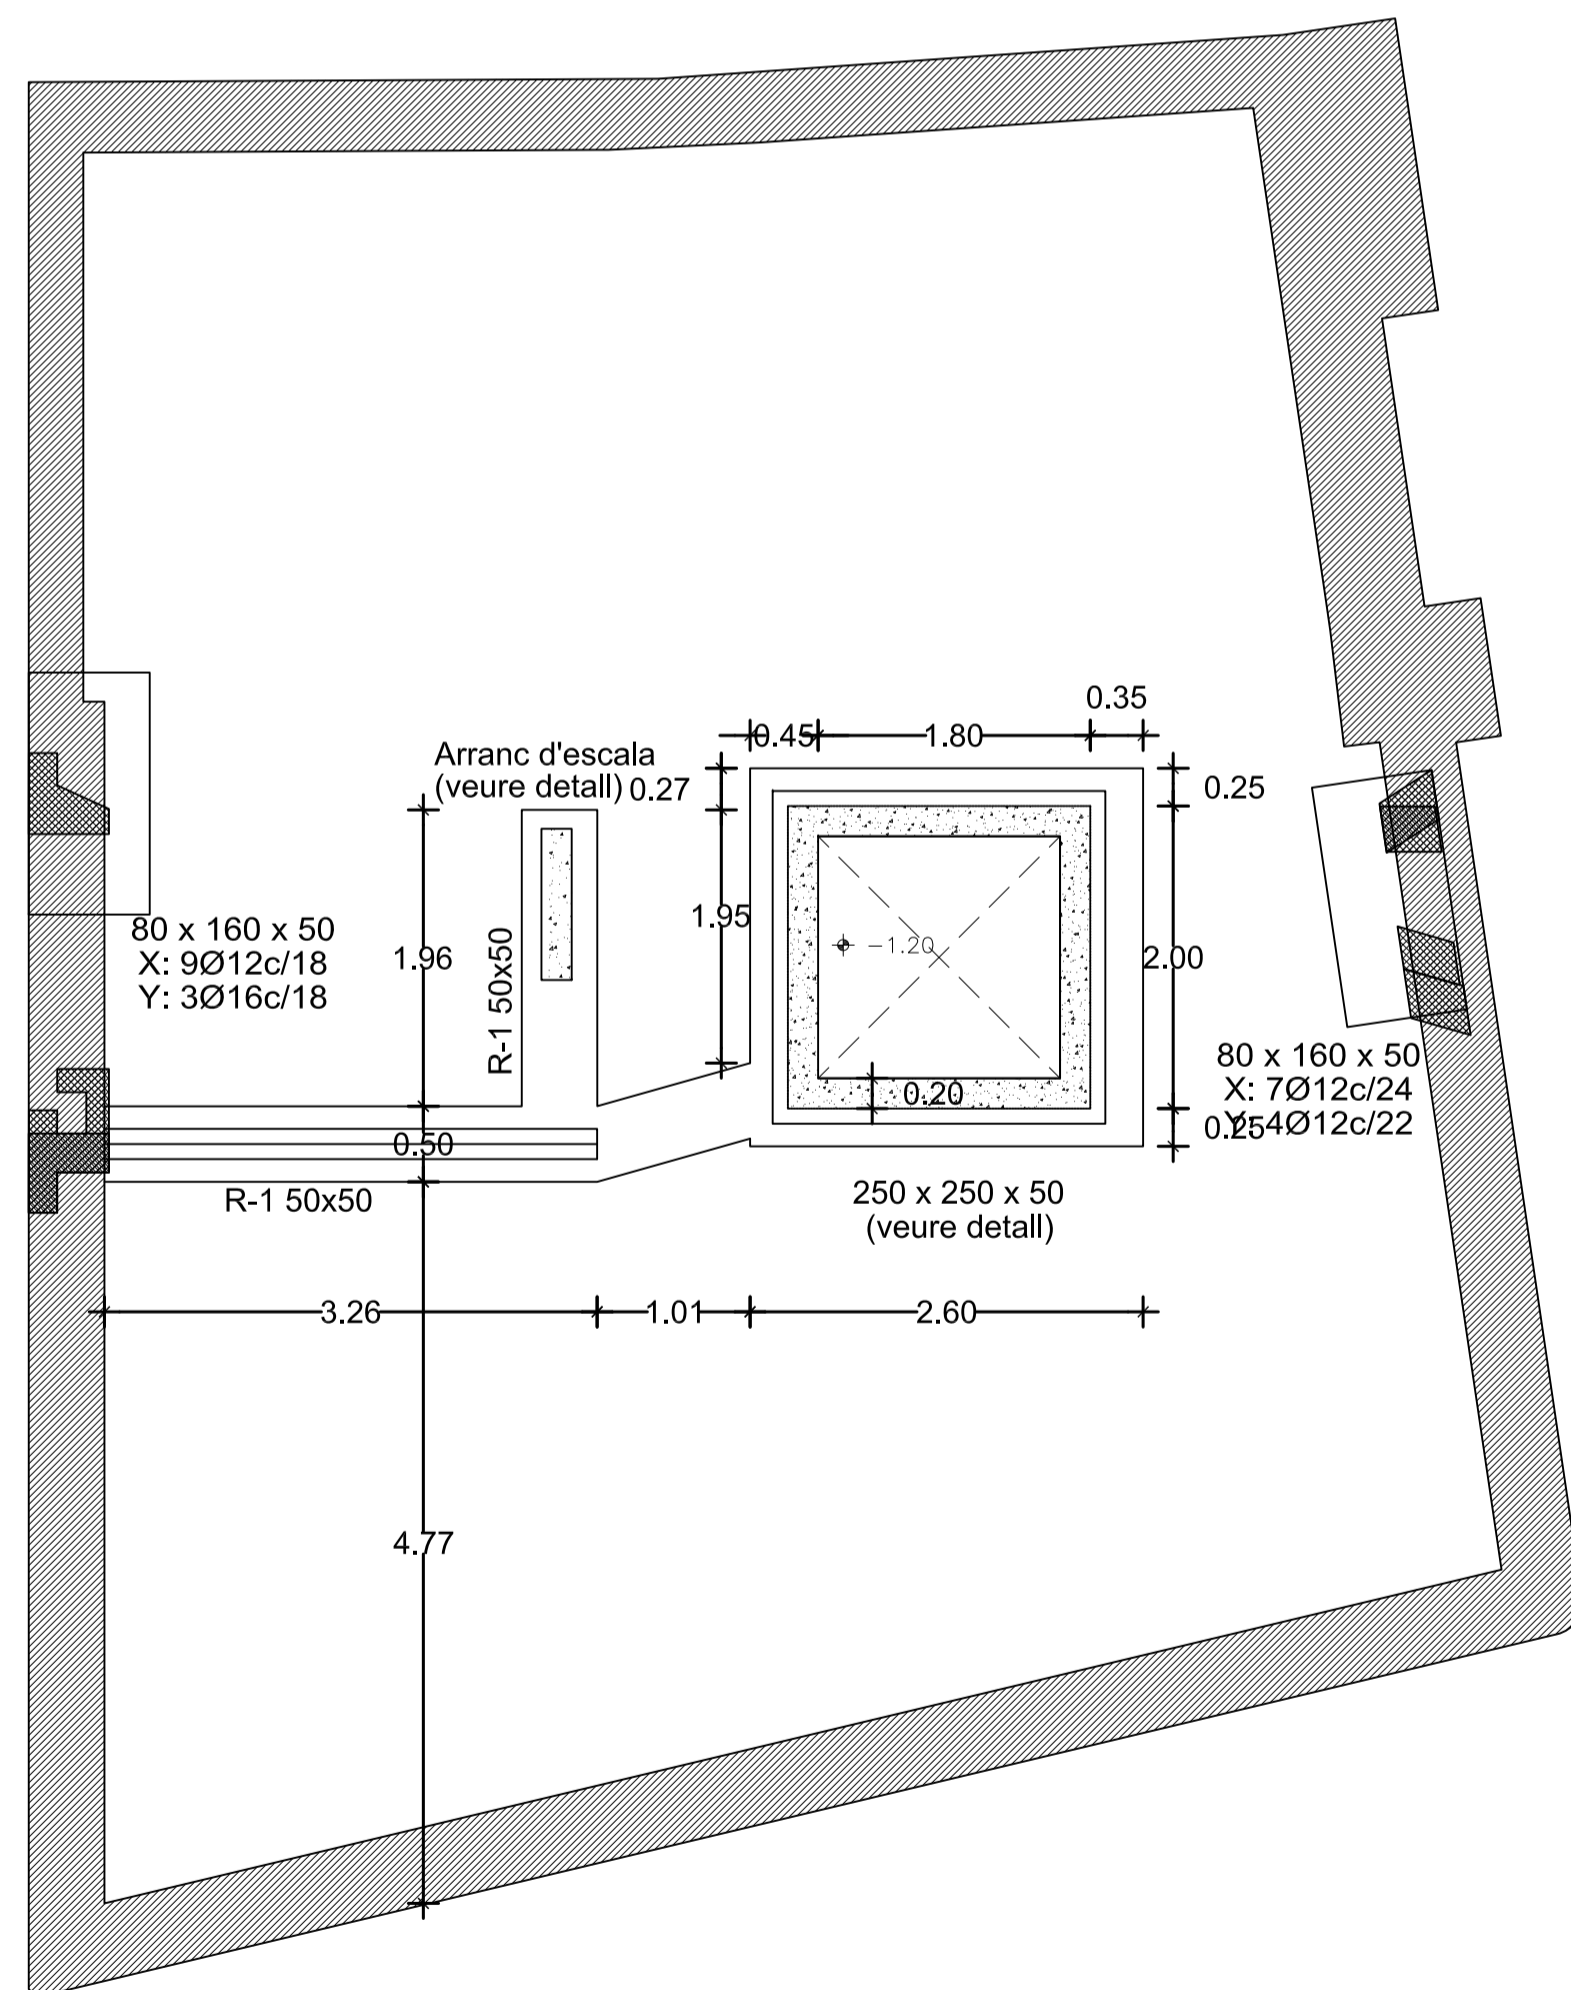 0.35
0.45
1.80
Arranc d'escala
(veure detall)
0.27
0.25
1.95
80 x 160 x 50
X: 9Ø12c/18
Y: 3Ø16c/18
1.96
R-1 50x50
-1.20
2.00
0.20
80 x 160 x 50
X: 7Ø12c/24
Y: 4Ø12c/22
0.25
0.50
R-1 50x50
250 x 250 x 50
(veure detall)
3.26
1.01
2.60
4.77